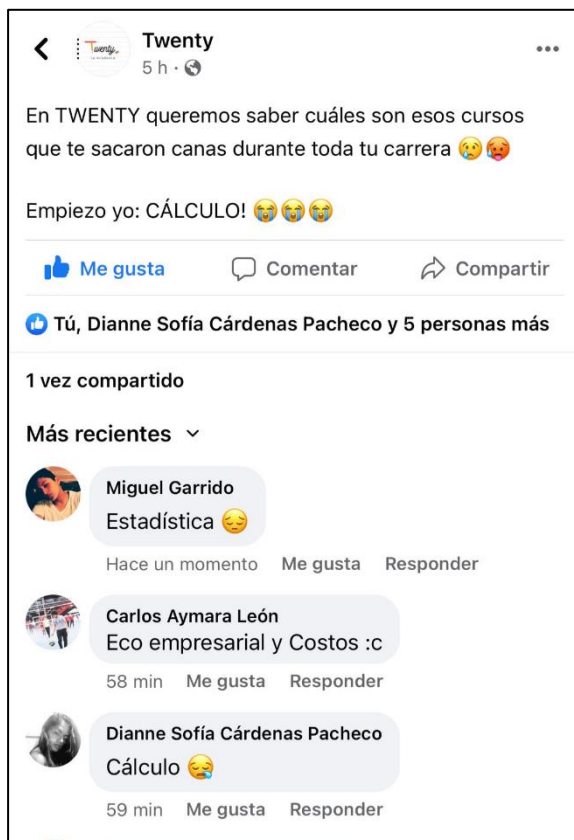 Twenty
Twenty
5 h ·
En TWENTY queremos saber cuáles son esos cursos
que te sacaron canas durante toda tu carrera 😢🥵
Empiezo yo: CÁLCULO! 😭😭😭
Me gusta Comentar Compartir
Tú, Dianne Sofía Cárdenas Pacheco y 5 personas más
1 vez compartido
Más recientes
Miguel Garrido
Estadística 😔
Hace un momento Me gusta Responder
Carlos Aymara León
Eco empresarial y Costos :c
58 min Me gusta Responder
Dianne Sofía Cárdenas Pacheco
Cálculo 😪
59 min Me gusta Responder